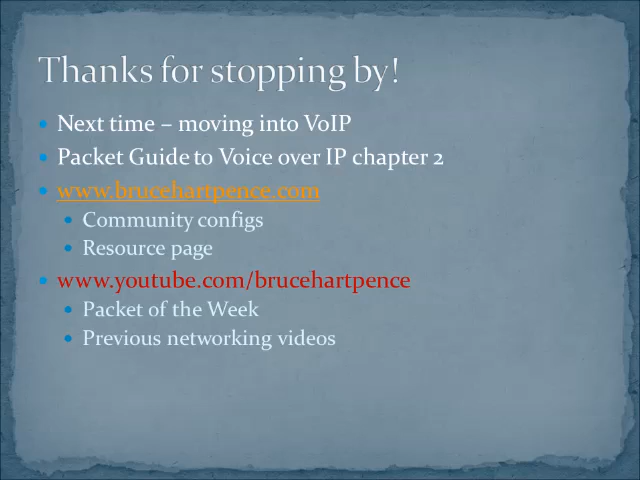 Thanks for stopping by!
Next time – moving into VoIP
Packet Guide to Voice over IP chapter 2
www.brucehartpence.com
Community configs
Resource page
www.youtube.com/brucehartpence
Packet of the Week
Previous networking videos